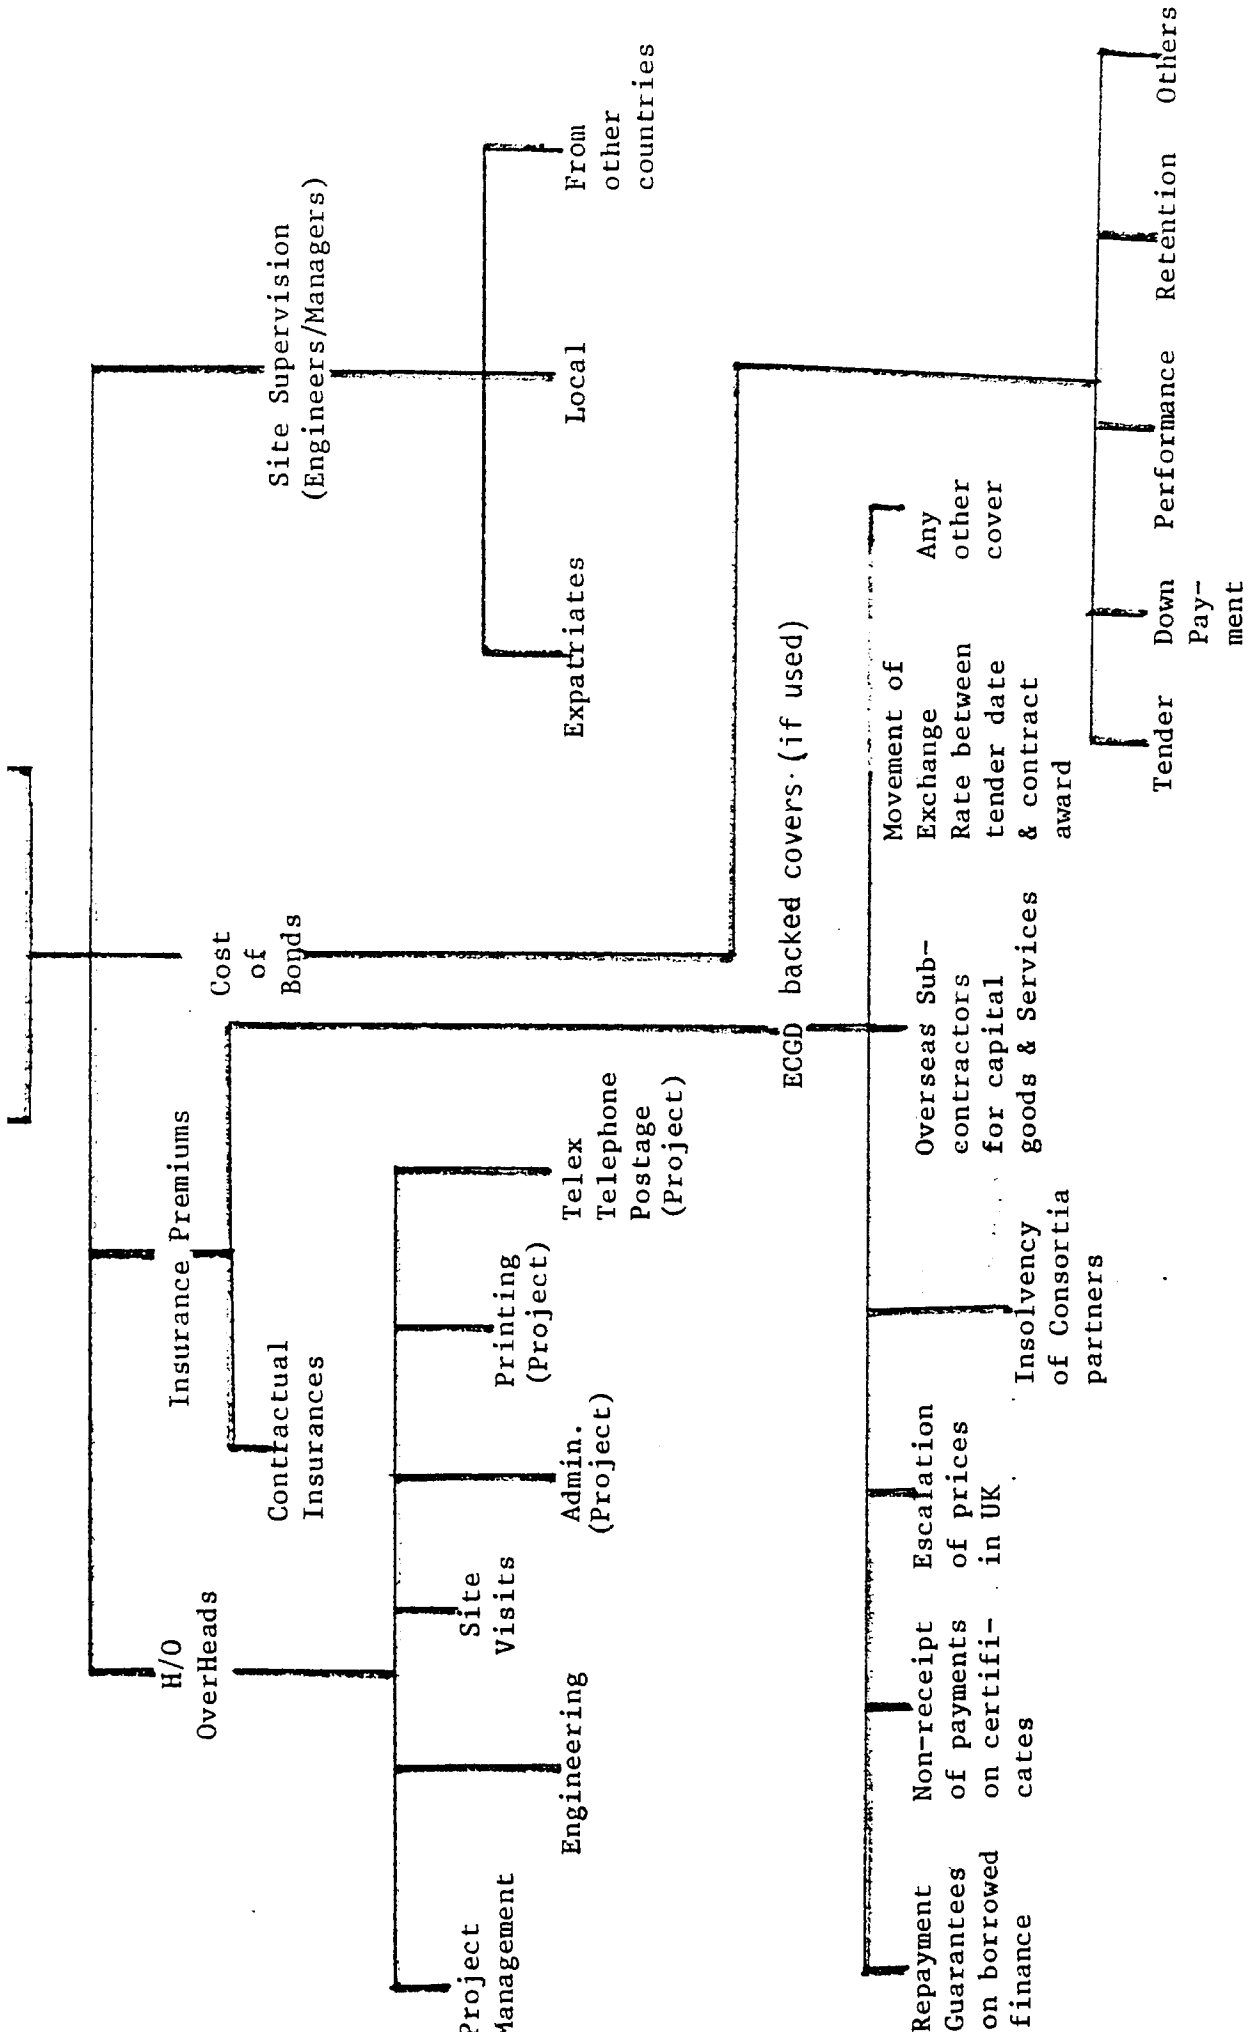 H/O
OverHeads
Insurance Premiums
Cost
of
Bonds
Site Supervision
(Engineers/Managers)
Contractual
Insurances
Project
Management
Engineering
Site
Visits
Admin.
(Project)
Printing
(Project)
Telex
Telephone
Postage
(Project)
Expatriates
Local
From
other
countries
ECGD backed covers (if used)
Repayment
Guarantees
on borrowed
finance
Non-receipt
of payments
on certifi-
cates
Escalation
of prices
in UK
Insolvency
of Consortia
partners
Overseas Sub-
contractors
for capital
goods & Services
Movement of
Exchange
Rate between
tender date
& contract
award
Any
other
cover
Tender
Down
Pay-
ment
Performance
Retention
Others